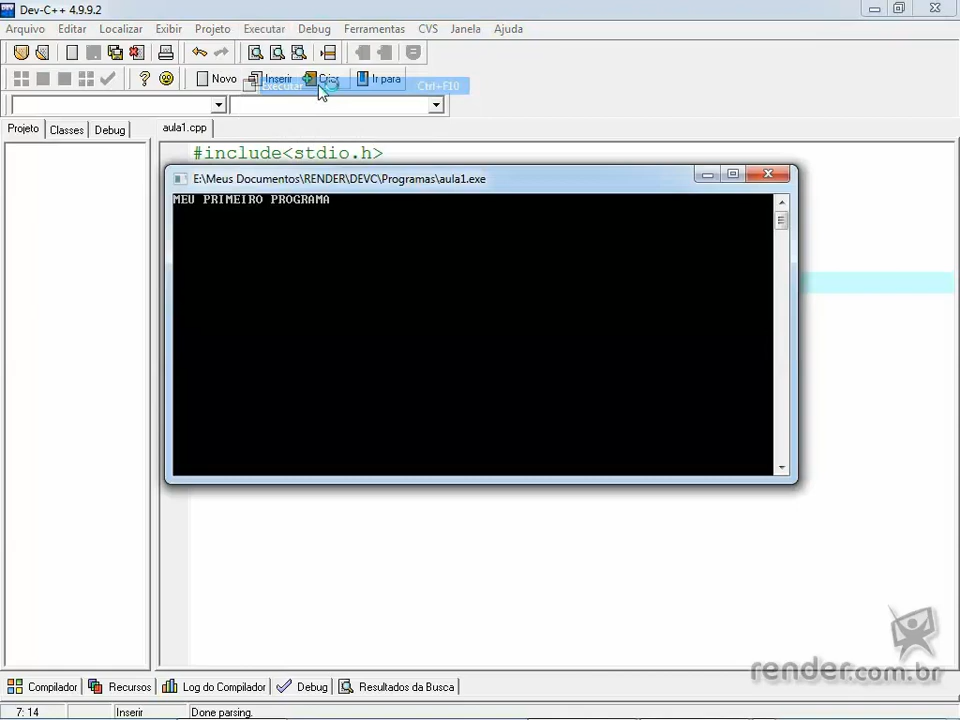 Dev-C++ 4.9.9.2
Arquivo Editar Localizar Exibir Projeto Executar Debug Ferramentas CVS Janela Ajuda
Novo Inserir Criar Ir para
Executar Ctrl+F10
Projeto Classes Debug aula1.cpp
#include<stdio.h>
E:\Meus Documentos\RENDER\DEVC\Programas\aula1.exe
MEU PRIMEIRO PROGRAMA
render.com.br
Compilador Recursos Log do Compilador Debug Resultados da Busca
7: 14 Inserir Done parsing.